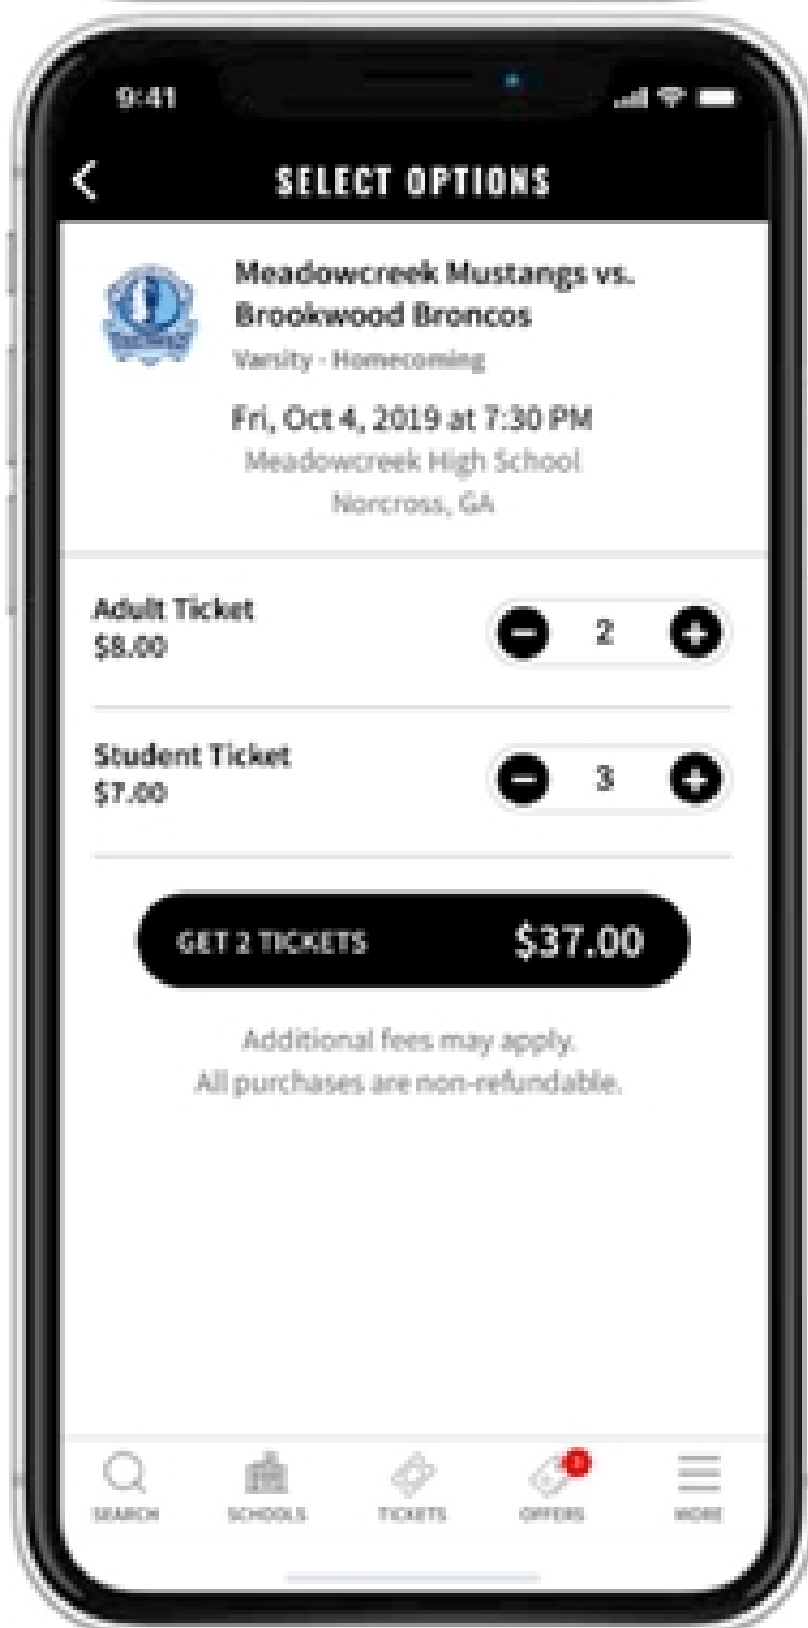 9:41
SELECT OPTIONS
Meadowcreek Mustangs vs.
Brookwood Broncos
Varsity - Homecoming
Fri, Oct 4, 2019 at 7:30 PM
Meadowcreek High School
Norcross, GA
Adult Ticket
$8.00
2
Student Ticket
$7.00
3
GET 2 TICKETS $37.00
Additional fees may apply.
All purchases are non-refundable.
SEARCH SCHOOLS TICKETS OFFERS MORE